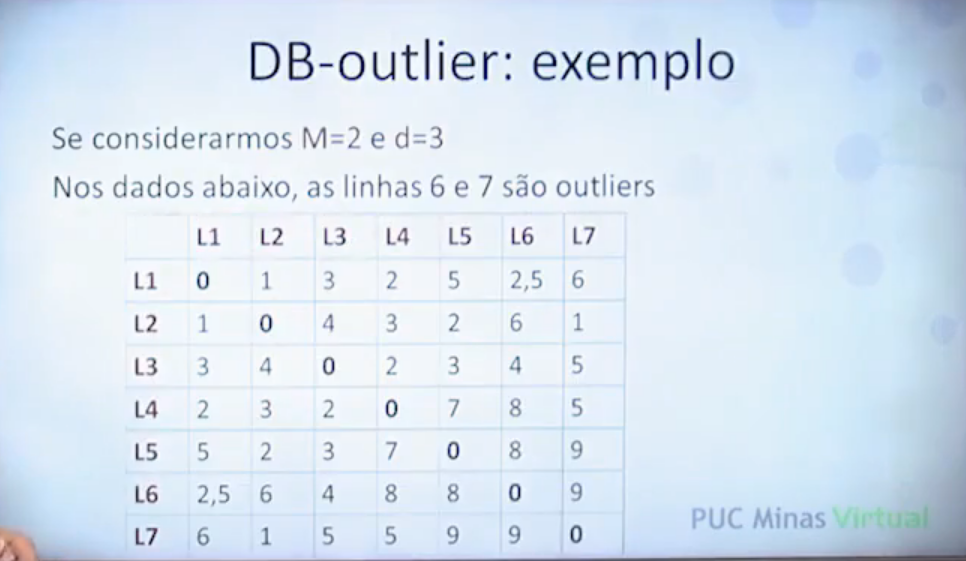 DB-outlier: exemplo
Se considerarmos M=2 e d=3
Nos dados abaixo, as linhas 6 e 7 são outliers
L1 L2 L3 L4 L5 L6 L7
L1 0 1 3 2 5 2,5 6
L2 1 0 4 3 2 6 1
L3 3 4 0 2 3 4 5
L4 2 3 2 0 7 8 5
L5 5 2 3 7 0 8 9
L6 2,5 6 4 8 8 0 9
L7 6 1 5 5 9 9 0
PUC Minas Virtual